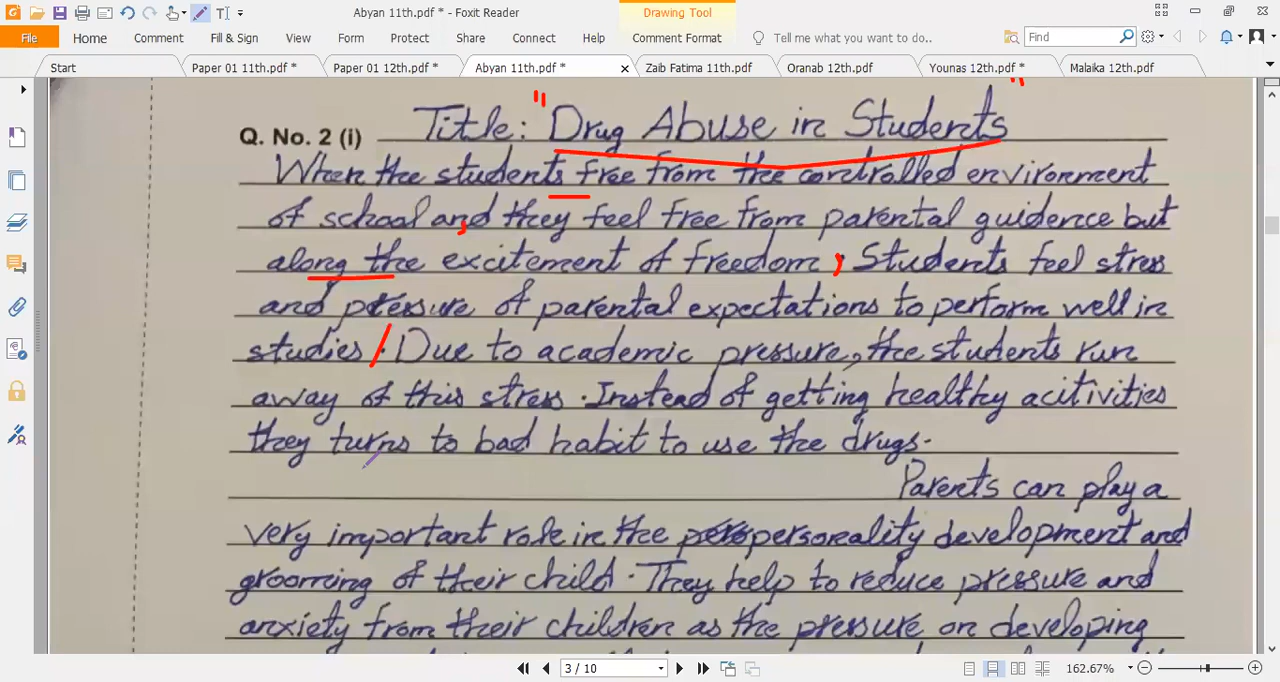 Abyan 11th.pdf * - Foxit Reader
Drawing Tool
File Home Comment Fill & Sign View Form Protect Share Connect Help Comment Format Tell me what you want to do.. Find
Start Paper 01 11th.pdf * Paper 01 12th.pdf * Abyan 11th.pdf * Zaib Fatima 11th.pdf Oranab 12th.pdf Younas 12th.pdf * Malaika 12th.pdf
Q. No. 2 (i) Title: "Drug Abuse in Students"
When the students free from the controlled environment
of school and they feel free from parental guidence but
along the excitement of freedom, Students feel stress
and pressure of parental expectations to perform well in
studies. Due to academic pressure, the students run
away of this stress. Instead of getting healthy acitivities
they turns to bad habit to use the drugs.
Parents can play a
very important role in the personality development and
grooming of their child. They help to reduce pressure and
anxiety from their children as the pressure on developing
3 / 10
162.67%